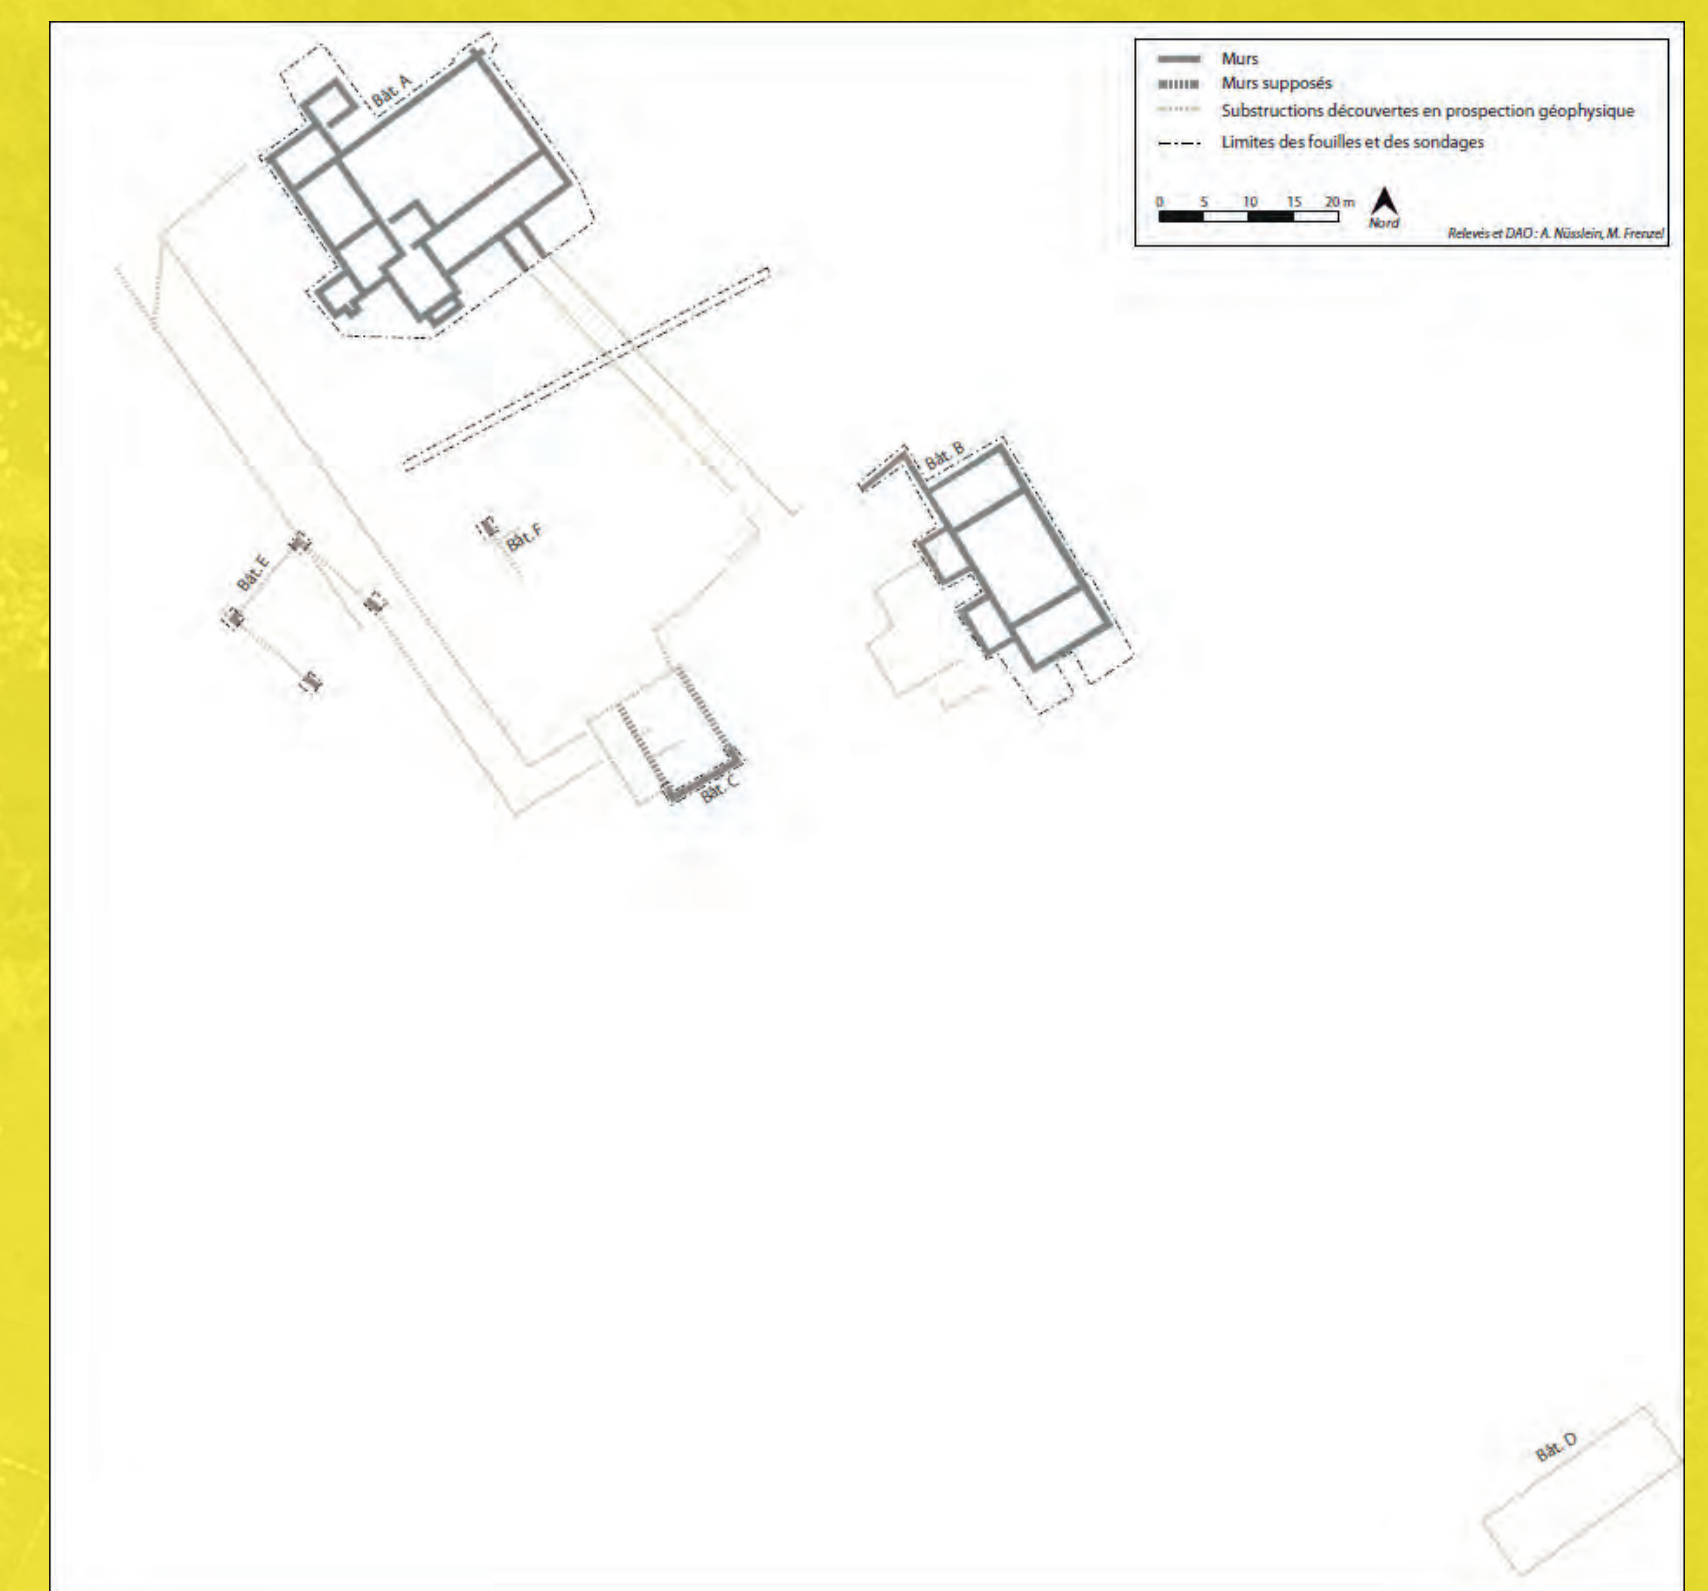 Murs
Murs supposés
Substructions découvertes en prospection géophysique
Limites des fouilles et des sondages
0 5 10 15 20 m
Nord
Relevés et DAO : A. Nüsslein, M. Frenzel
Bât. A
Bât. B
Bât. F
Bât. E
Bât. C
Bât. D